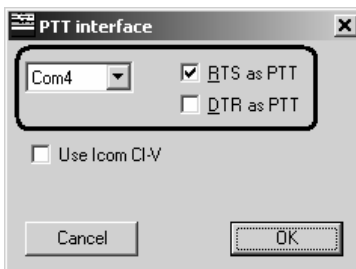 PTT interface
Com4
RTS as PTT
DTR as PTT
Use Icom CI-V
Cancel
OK